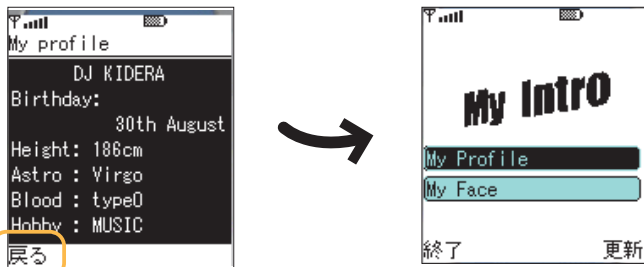 My profile
DJ KIDERA
Birthday:
30th August
Height: 186cm
Astro : Virgo
Blood : typeO
Hobby : MUSIC
戻る
My Intro
My Profile
My Face
終了 更新